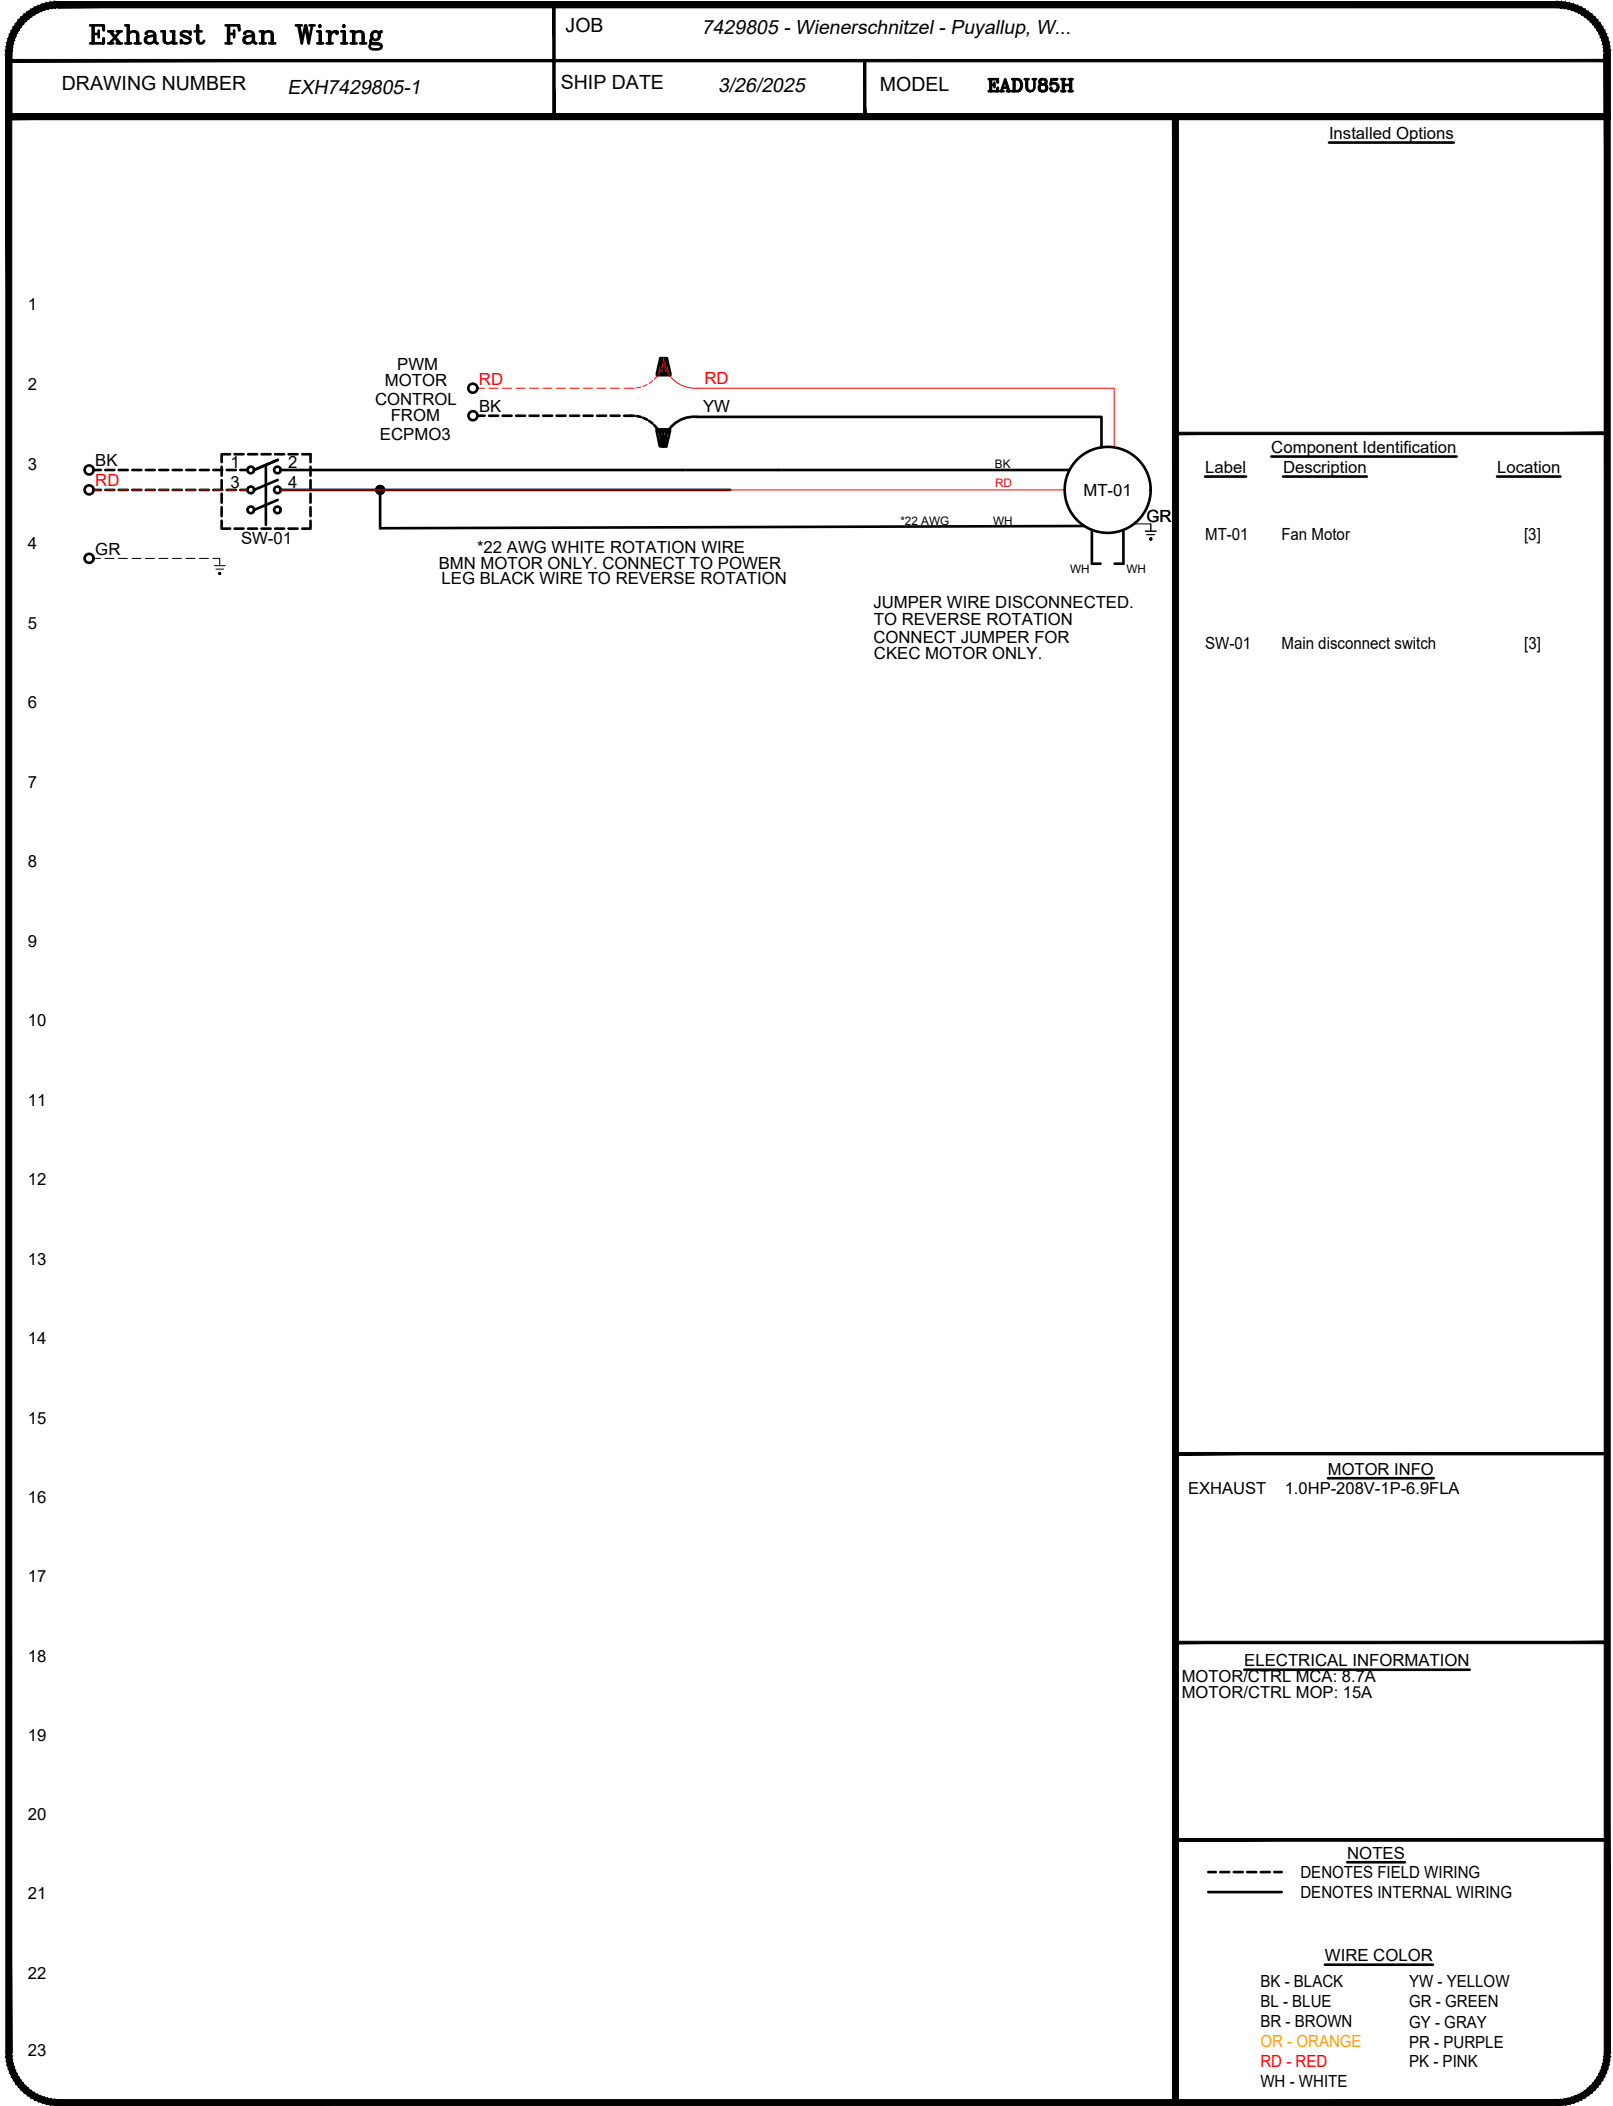 Exhaust Fan Wiring
JOB 7429805 - Wienerschnitzel - Puyallup, W...
DRAWING NUMBER EXH7429805-1
SHIP DATE 3/26/2025
MODEL EADU85H
1
2
3
4
5
6
7
8
9
10
11
12
13
14
15
16
17
18
19
20
21
22
23
PWM
MOTOR
CONTROL
FROM
ECPM03
RD
BK
RD
YW
BK
RD
1 2
3 4
SW-01
GR
BK
RD
*22 AWG WH
MT-01
GR
WH WH
*22 AWG WHITE ROTATION WIRE
BMN MOTOR ONLY. CONNECT TO POWER
LEG BLACK WIRE TO REVERSE ROTATION
JUMPER WIRE DISCONNECTED.
TO REVERSE ROTATION
CONNECT JUMPER FOR
CKEC MOTOR ONLY.
Installed Options
Component Identification
Label Description Location
MT-01 Fan Motor [3]
SW-01 Main disconnect switch [3]
MOTOR INFO
EXHAUST 1.0HP-208V-1P-6.9FLA
ELECTRICAL INFORMATION
MOTOR/CTRL MCA: 8.7A
MOTOR/CTRL MOP: 15A
NOTES
DENOTES FIELD WIRING
DENOTES INTERNAL WIRING
WIRE COLOR
BK - BLACK YW - YELLOW
BL - BLUE GR - GREEN
BR - BROWN GY - GRAY
OR - ORANGE PR - PURPLE
RD - RED PK - PINK
WH - WHITE